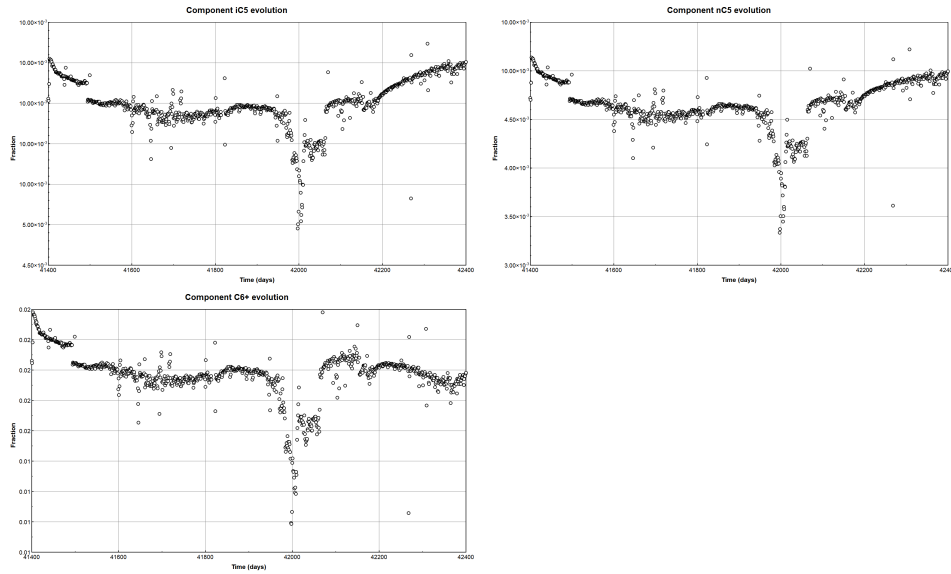 Component iC5 evolution
10.00×10⁻³
10.00×10⁻³
10.00×10⁻³
10.00×10⁻³
10.00×10⁻³
5.00×10⁻³
4.50×10⁻³
Fraction
41400 41600 41800 42000 42200 42400
Time (days)
Component nC5 evolution
10.00×10⁻³
4.50×10⁻³
4.00×10⁻³
3.50×10⁻³
3.00×10⁻³
Fraction
41400 41600 41800 42000 42200 42400
Time (days)
Component C6+ evolution
0.02
0.02
0.02
0.02
0.02
0.01
0.01
0.01
0.01
Fraction
41400 41600 41800 42000 42200 42400
Time (days)